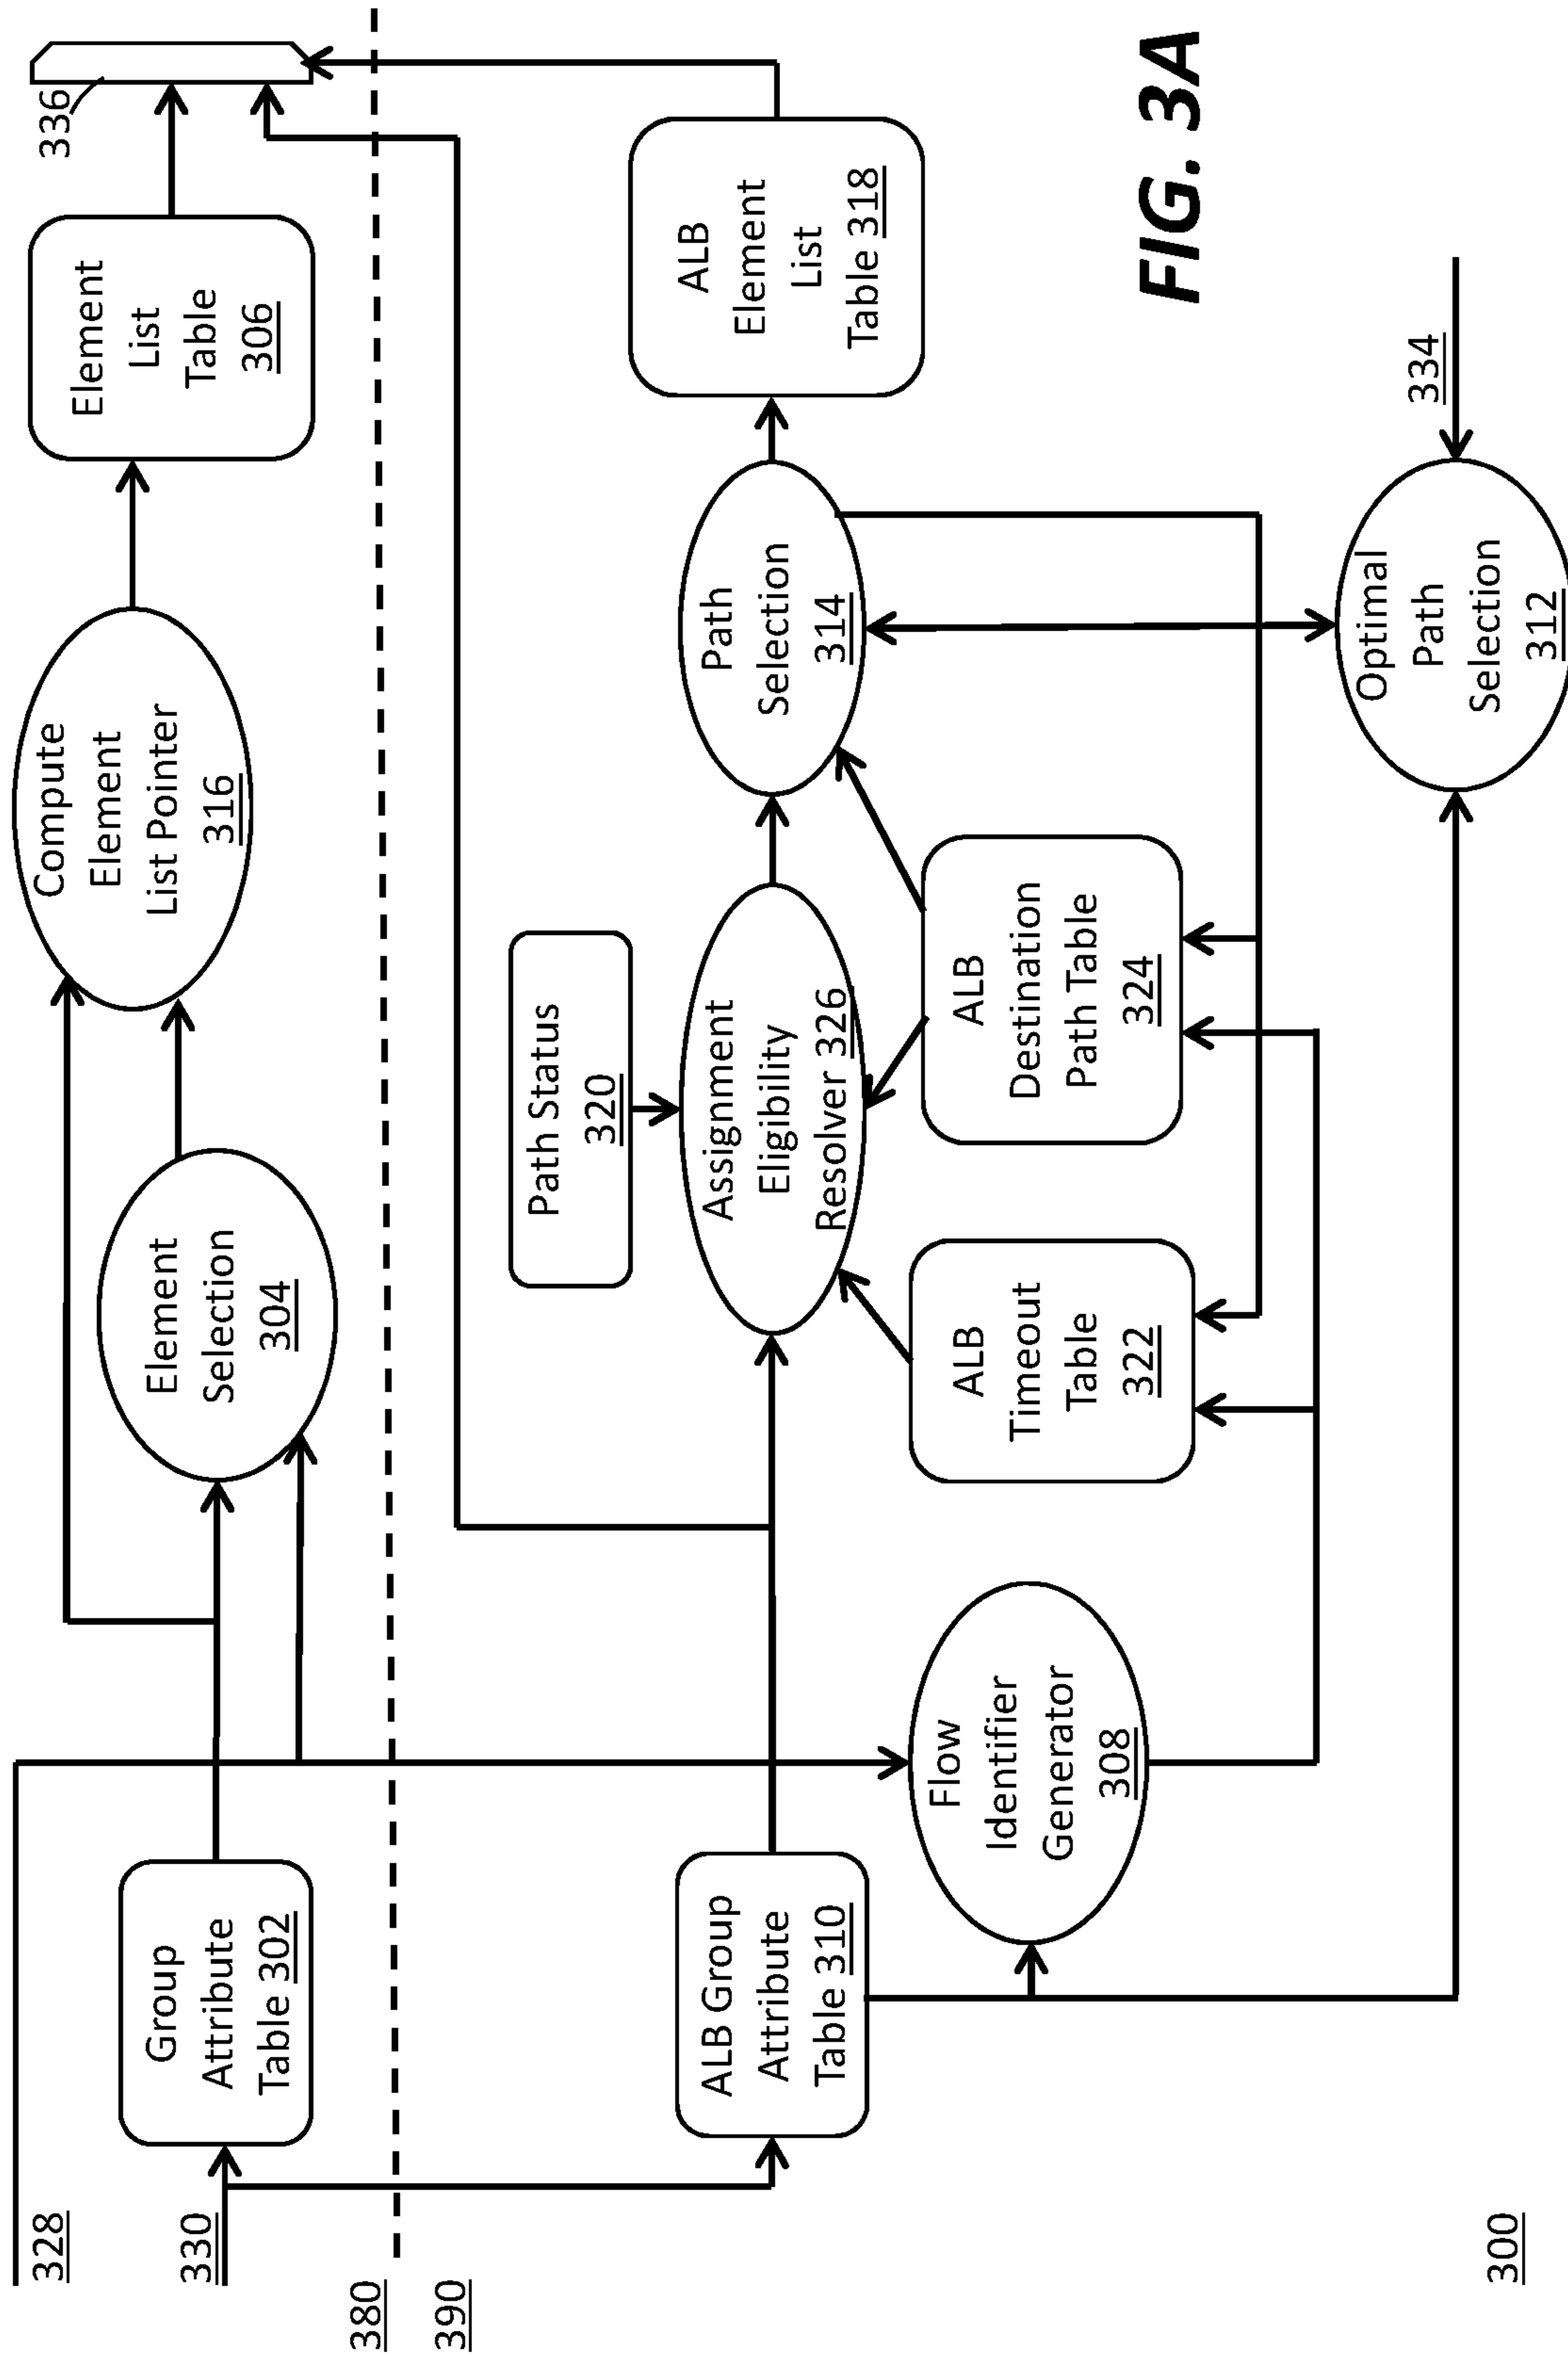 328
330
Group
Attribute
Table 302
Element
Selection
304
Compute
Element
List Pointer
316
Element
List
Table
306
336
380
390
ALB Group
Attribute
Table 310
Flow
Identifier
Generator
308
Path Status
320
Assignment
Eligibility
Resolver 326
ALB
Timeout
Table
322
ALB
Destination
Path Table
324
Path
Selection
314
ALB
Element
List
Table 318
Optimal
Path
Selection
312
334
300
FIG. 3A